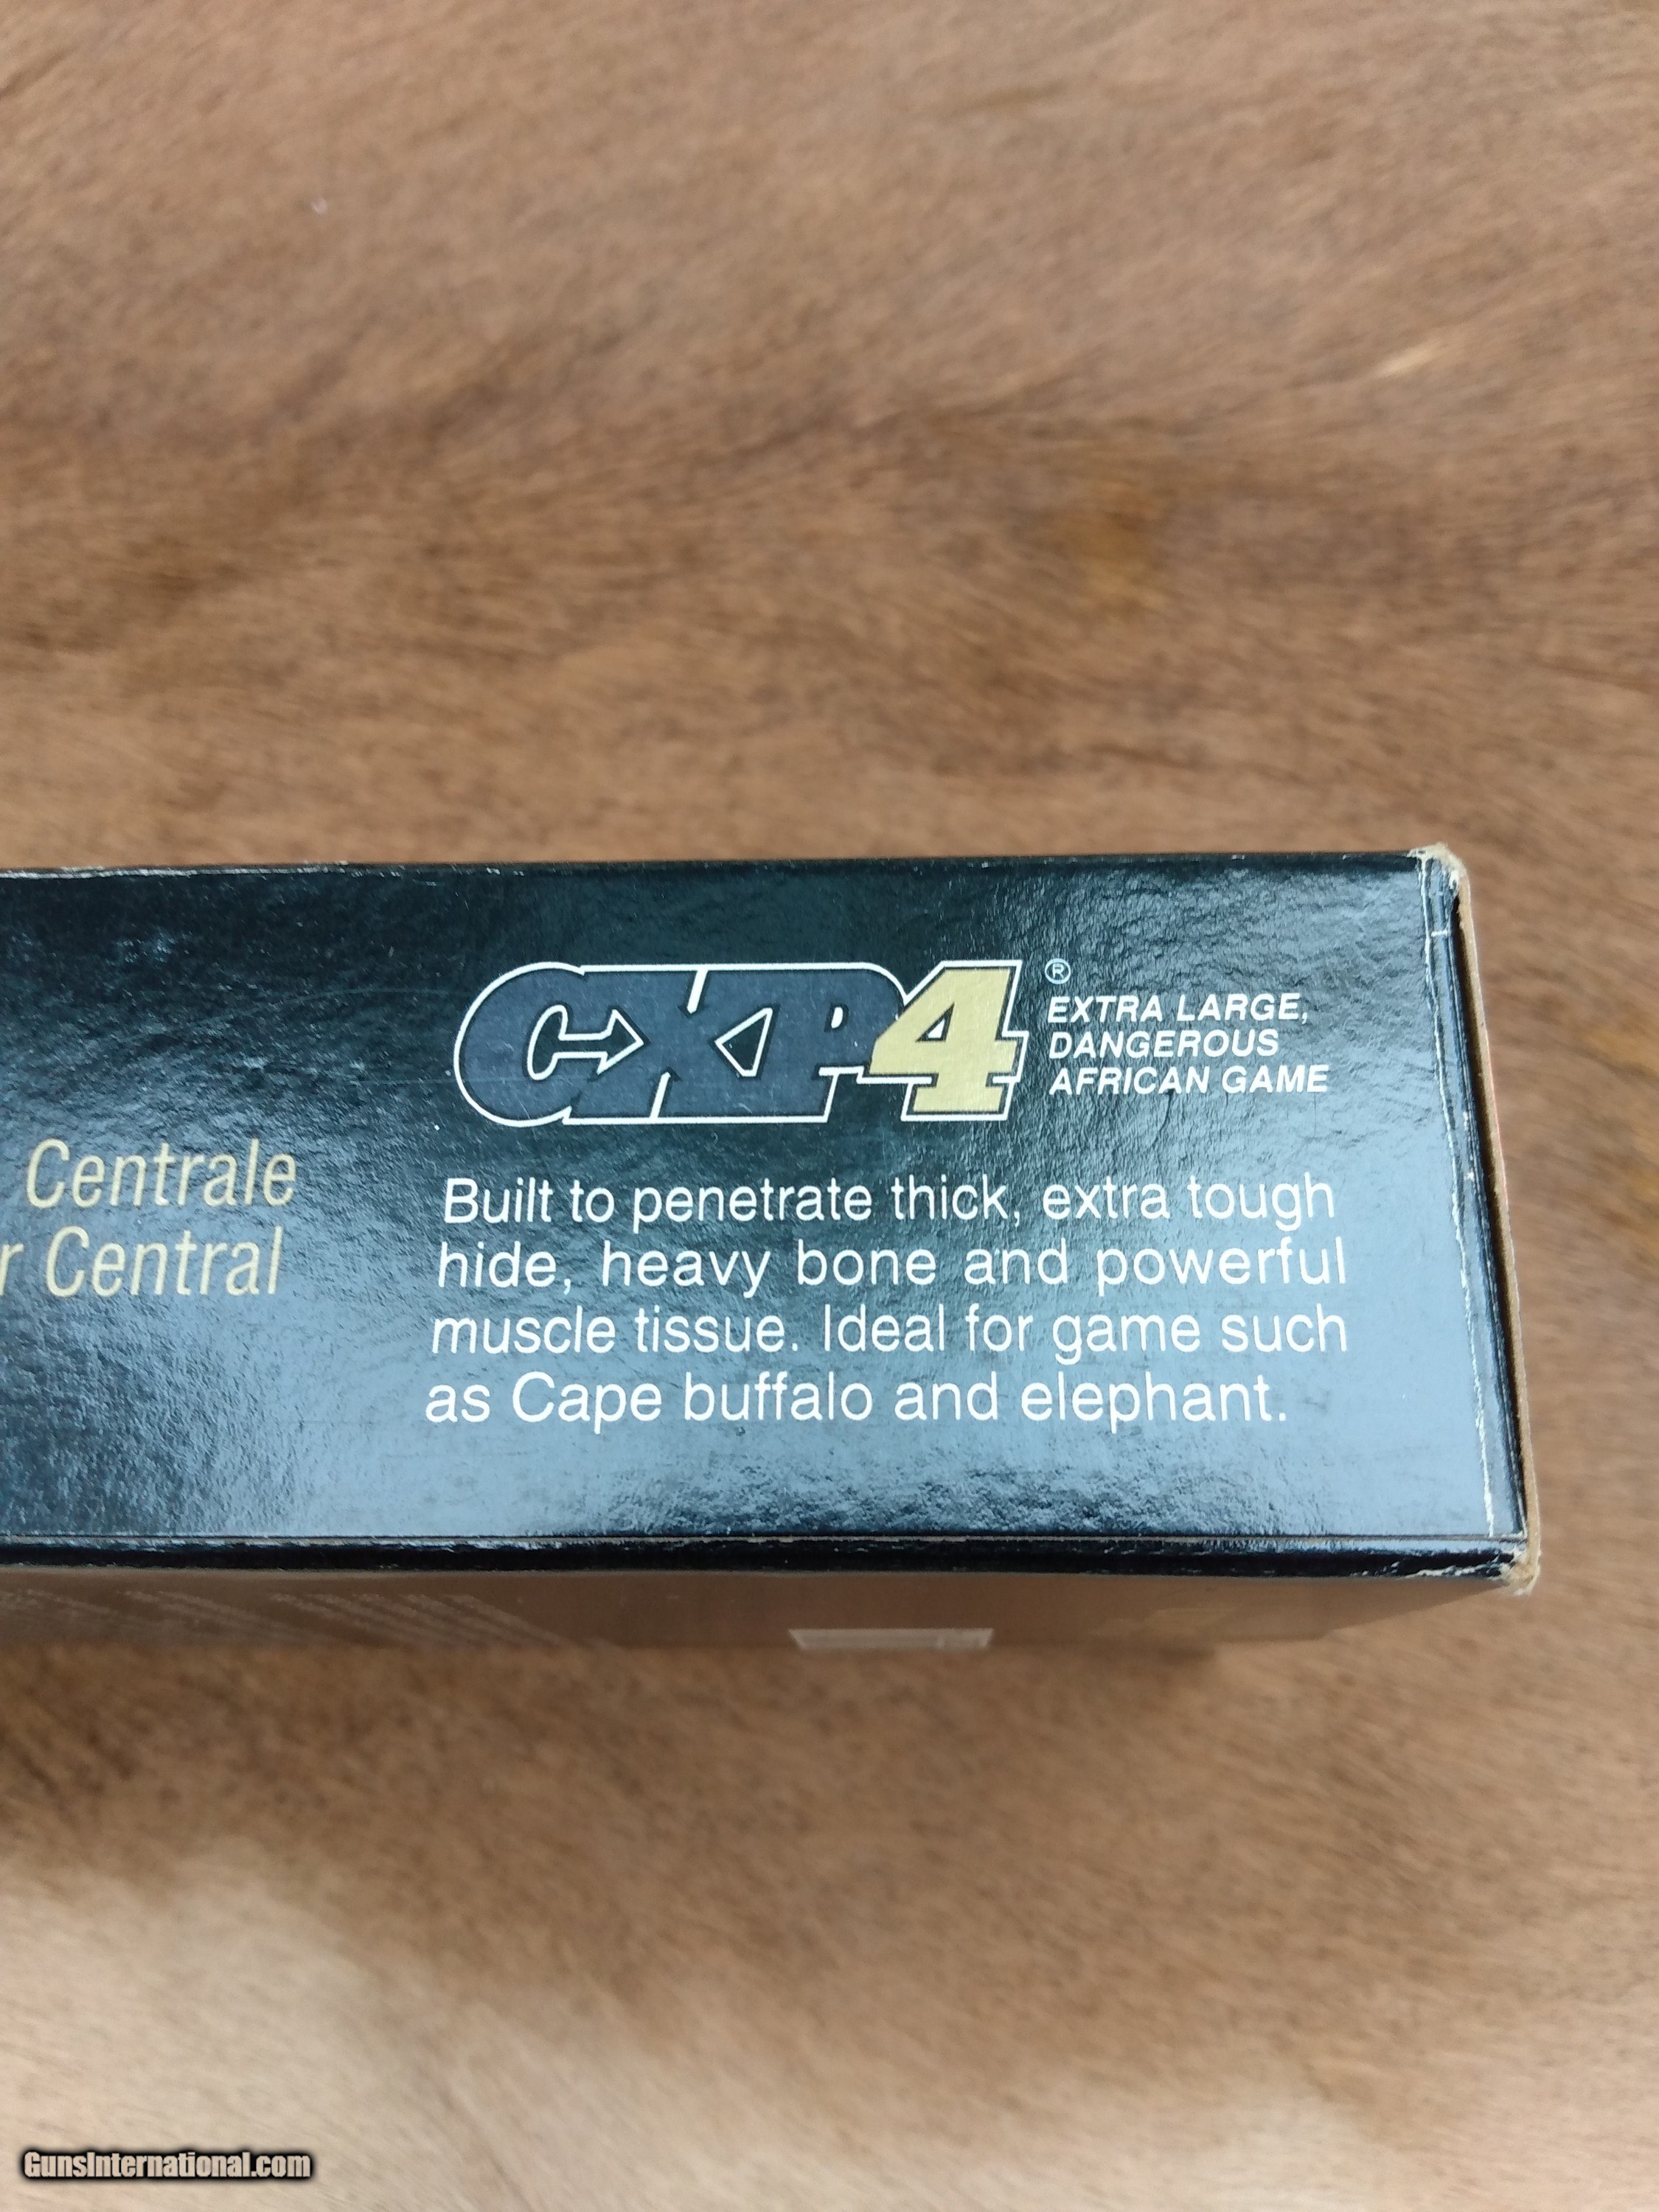 CXP4®
EXTRA LARGE,
DANGEROUS
AFRICAN GAME
Centrale
r Central
Built to penetrate thick, extra tough
hide, heavy bone and powerful
muscle tissue. Ideal for game such
as Cape buffalo and elephant.
GunsInternational.com